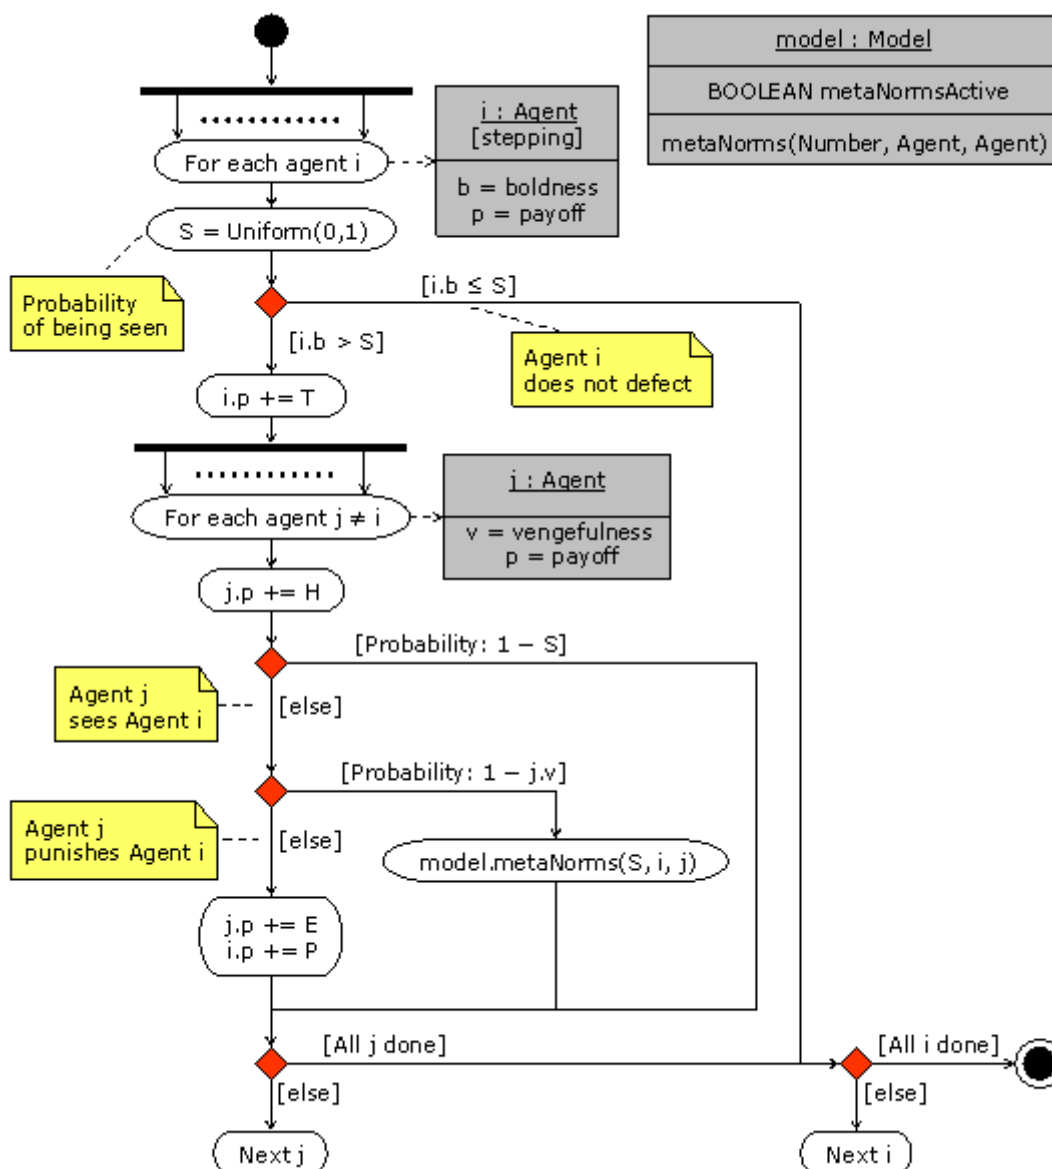 model : Model
BOOLEAN metaNormsActive
metaNorms(Number, Agent, Agent)
i : Agent
[stepping]
b = boldness
p = payoff
For each agent i
S = Uniform(0,1)
Probability
of being seen
[i.b ≤ S]
[i.b > S]
Agent i
does not defect
i.p += T
For each agent j ≠ i
j : Agent
v = vengefulness
p = payoff
j.p += H
[Probability: 1 − S]
Agent j
sees Agent i
[else]
[Probability: 1 − j.v]
Agent j
punishes Agent i
[else]
model.metaNorms(S, i, j)
j.p += E
i.p += P
[All j done]
[All i done]
[else]
[else]
Next j
Next i